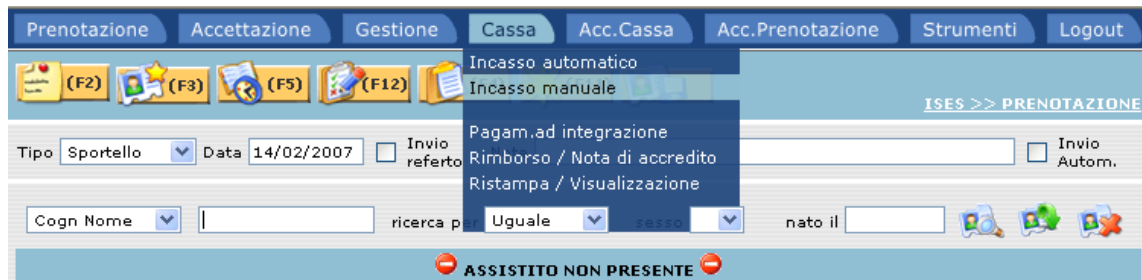 Prenotazione Accettazione Gestione Cassa Acc.Cassa Acc.Prenotazione Strumenti Logout
Incasso automatico
(F2) (F3) (F5) (F12)
Incasso manuale
ISES >> PRENOTAZIONE
Pagam.ad integrazione
Tipo Sportello Data 14/02/2007 Invio referto Invio Autom.
Rimborso / Nota di accredito
Ristampa / Visualizzazione
Cogn Nome ricerca per Uguale sesso nato il
ASSISTITO NON PRESENTE